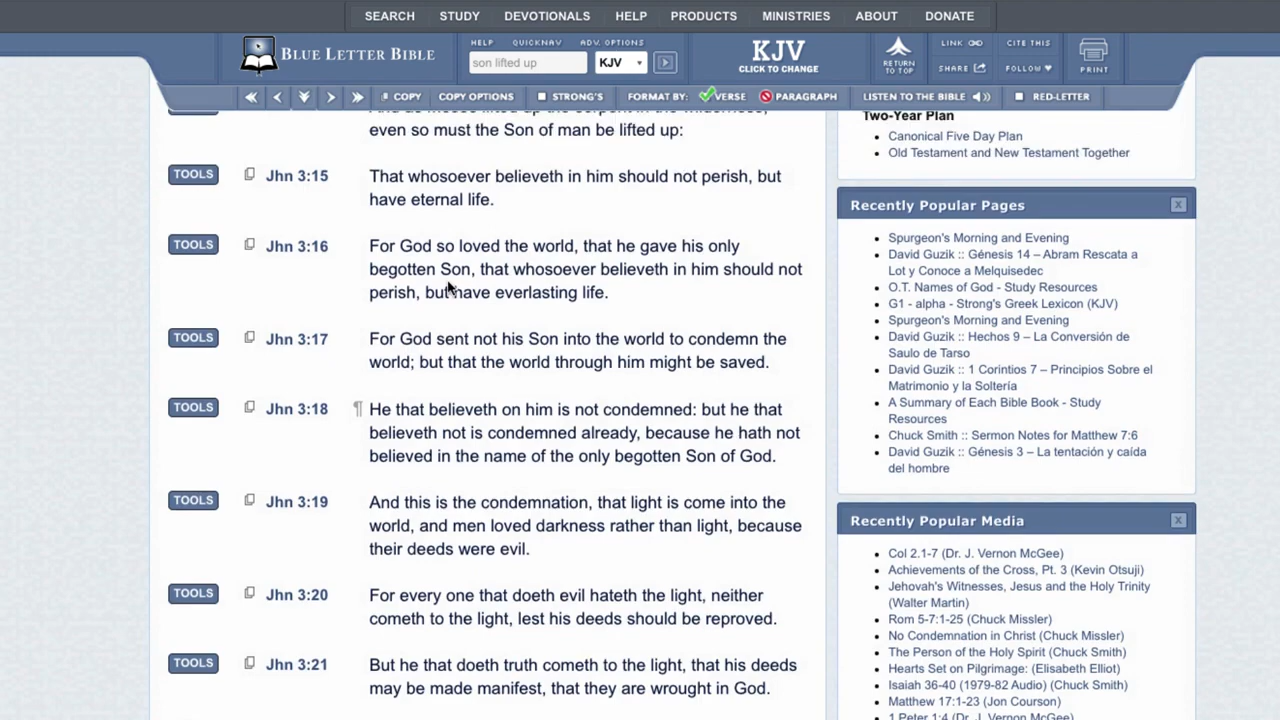 SEARCH STUDY DEVOTIONALS HELP PRODUCTS MINISTRIES ABOUT DONATE
BLUE LETTER BIBLE
HELP QUICKNAV ADV. OPTIONS
son lifted up KJV
KJV
CLICK TO CHANGE
RETURN
TO TOP
LINK CITE THIS
SHARE FOLLOW
PRINT
COPY COPY OPTIONS STRONG'S FORMAT BY: VERSE PARAGRAPH LISTEN TO THE BIBLE RED-LETTER
And as Moses lifted up the serpent in the wilderness,
even so must the Son of man be lifted up:
TOOLS Jhn 3:15 That whosoever believeth in him should not perish, but
have eternal life.
TOOLS Jhn 3:16 For God so loved the world, that he gave his only
begotten Son, that whosoever believeth in him should not
perish, but have everlasting life.
TOOLS Jhn 3:17 For God sent not his Son into the world to condemn the
world; but that the world through him might be saved.
TOOLS Jhn 3:18 ¶ He that believeth on him is not condemned: but he that
believeth not is condemned already, because he hath not
believed in the name of the only begotten Son of God.
TOOLS Jhn 3:19 And this is the condemnation, that light is come into the
world, and men loved darkness rather than light, because
their deeds were evil.
TOOLS Jhn 3:20 For every one that doeth evil hateth the light, neither
cometh to the light, lest his deeds should be reproved.
TOOLS Jhn 3:21 But he that doeth truth cometh to the light, that his deeds
may be made manifest, that they are wrought in God.
Two-Year Plan
Canonical Five Day Plan
Old Testament and New Testament Together
Recently Popular Pages
Spurgeon's Morning and Evening
David Guzik :: Génesis 14 – Abram Rescata a
Lot y Conoce a Melquisedec
O.T. Names of God - Study Resources
G1 - alpha - Strong's Greek Lexicon (KJV)
Spurgeon's Morning and Evening
David Guzik :: Hechos 9 – La Conversión de
Saulo de Tarso
David Guzik :: 1 Corintios 7 – Principios Sobre el
Matrimonio y la Soltería
A Summary of Each Bible Book - Study
Resources
Chuck Smith :: Sermon Notes for Matthew 7:6
David Guzik :: Génesis 3 – La tentación y caída
del hombre
Recently Popular Media
Col 2.1-7 (Dr. J. Vernon McGee)
Achievements of the Cross, Pt. 3 (Kevin Otsuji)
Jehovah's Witnesses, Jesus and the Holy Trinity
(Walter Martin)
Rom 5-7:1-25 (Chuck Missler)
No Condemnation in Christ (Chuck Missler)
The Person of the Holy Spirit (Chuck Smith)
Hearts Set on Pilgrimage: (Elisabeth Elliot)
Isaiah 36-40 (1979-82 Audio) (Chuck Smith)
Matthew 17:1-23 (Jon Courson)
1 Peter 1:4 (Dr. J. Vernon McGee)